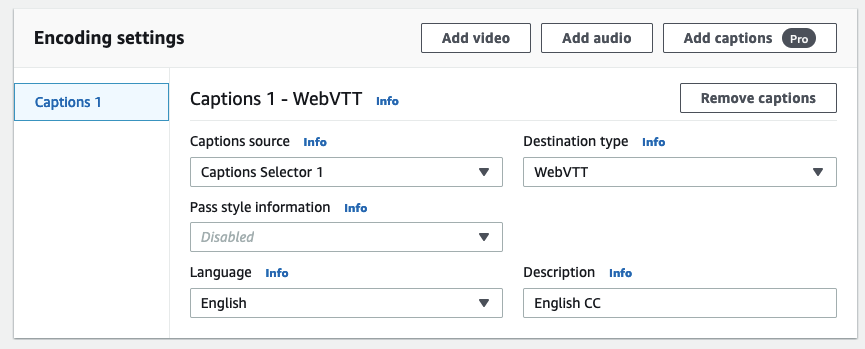 Encoding settings Add video Add audio Add captions Pro
Captions 1
Captions 1 - WebVTT Info Remove captions
Captions source Info Destination type Info
Captions Selector 1 WebVTT
Pass style information Info
Disabled
Language Info Description Info
English English CC